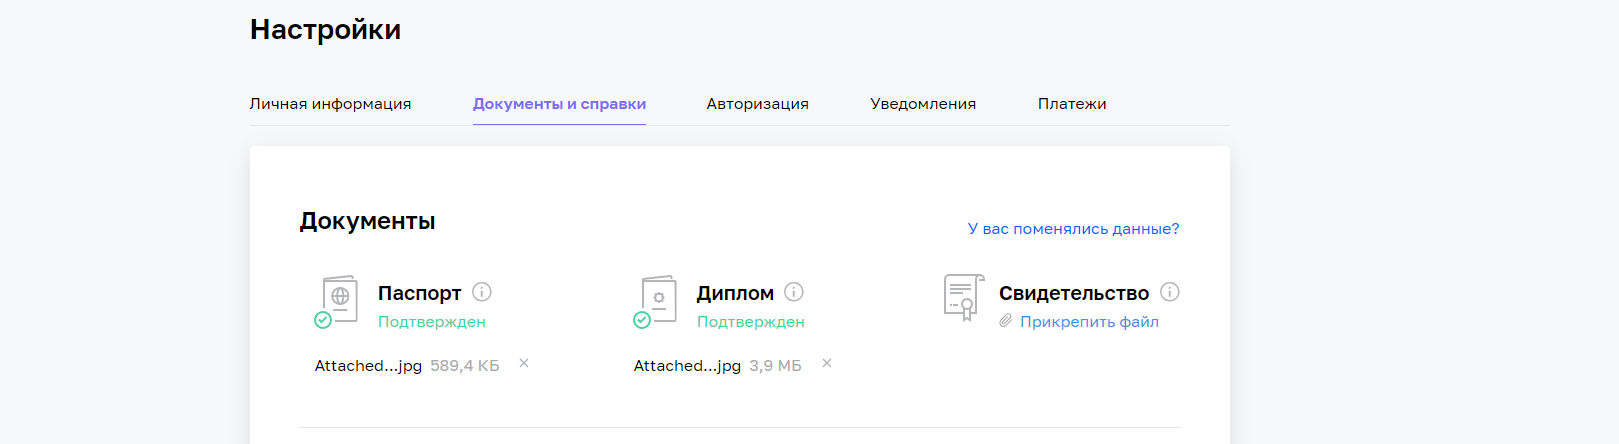 Настройки
Личная информация Документы и справки Авторизация Уведомления Платежи
Документы
У вас поменялись данные?
Паспорт Диплом Свидетельство
Подтвержден Подтвержден Прикрепить файл
Attached...jpg 589,4 КБ Attached...jpg 3,9 МБ